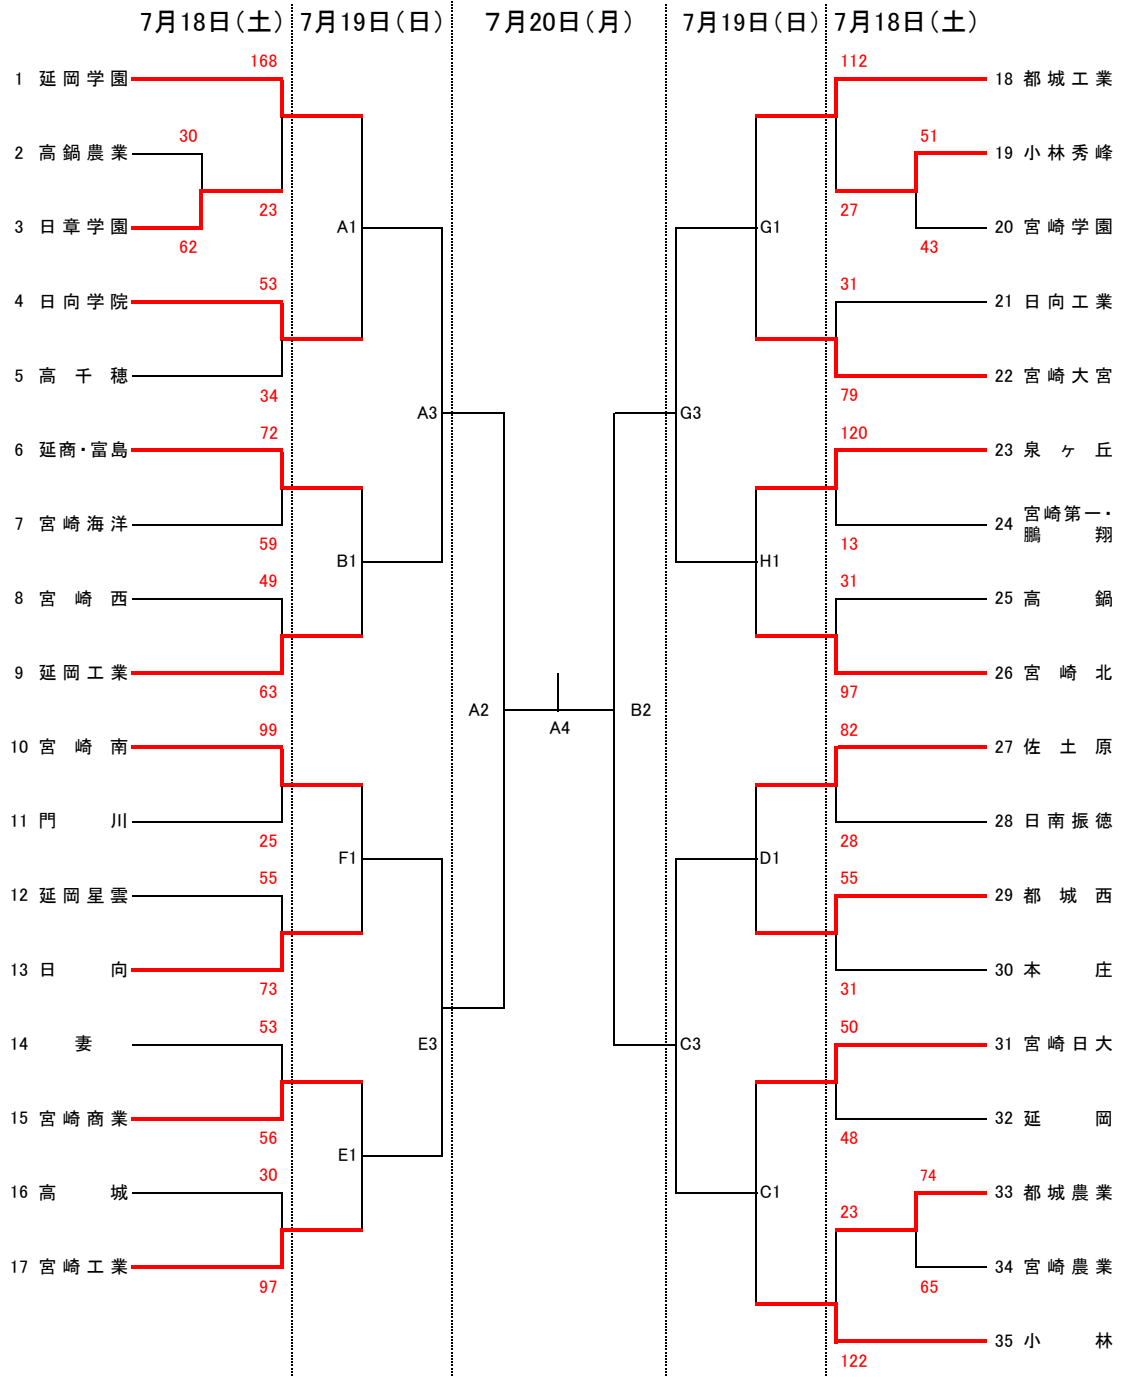 7月18日（土） 7月19日（日） 7月20日（月） 7月19日（日） 7月18日（土）
168
1 延岡学園
30
2 高鍋農業
23
3 日章学園
62
A1
53
4 日向学院
5 高千穂
34
A3
72
6 延商・富島
7 宮崎海洋
59
B1
49
8 宮崎西
9 延岡工業
63
A2
99
10 宮崎南
11 門川
25
F1
55
12 延岡星雲
13 日向
73
53
14 妻
E3
15 宮崎商業
56
E1
30
16 高城
17 宮崎工業
97
A4
B2
112
18 都城工業
51
19 小林秀峰
27
G1
20 宮崎学園
43
31
21 日向工業
22 宮崎大宮
79
G3
120
23 泉ヶ丘
24 宮崎第一・
鵬翔
13
H1
31
25 高鍋
26 宮崎北
97
82
27 佐土原
28 日南振徳
28
D1
55
29 都城西
30 本庄
31
50
31 宮崎日大
C3
32 延岡
48
74
33 都城農業
C1
23
34 宮崎農業
65
35 小林
122